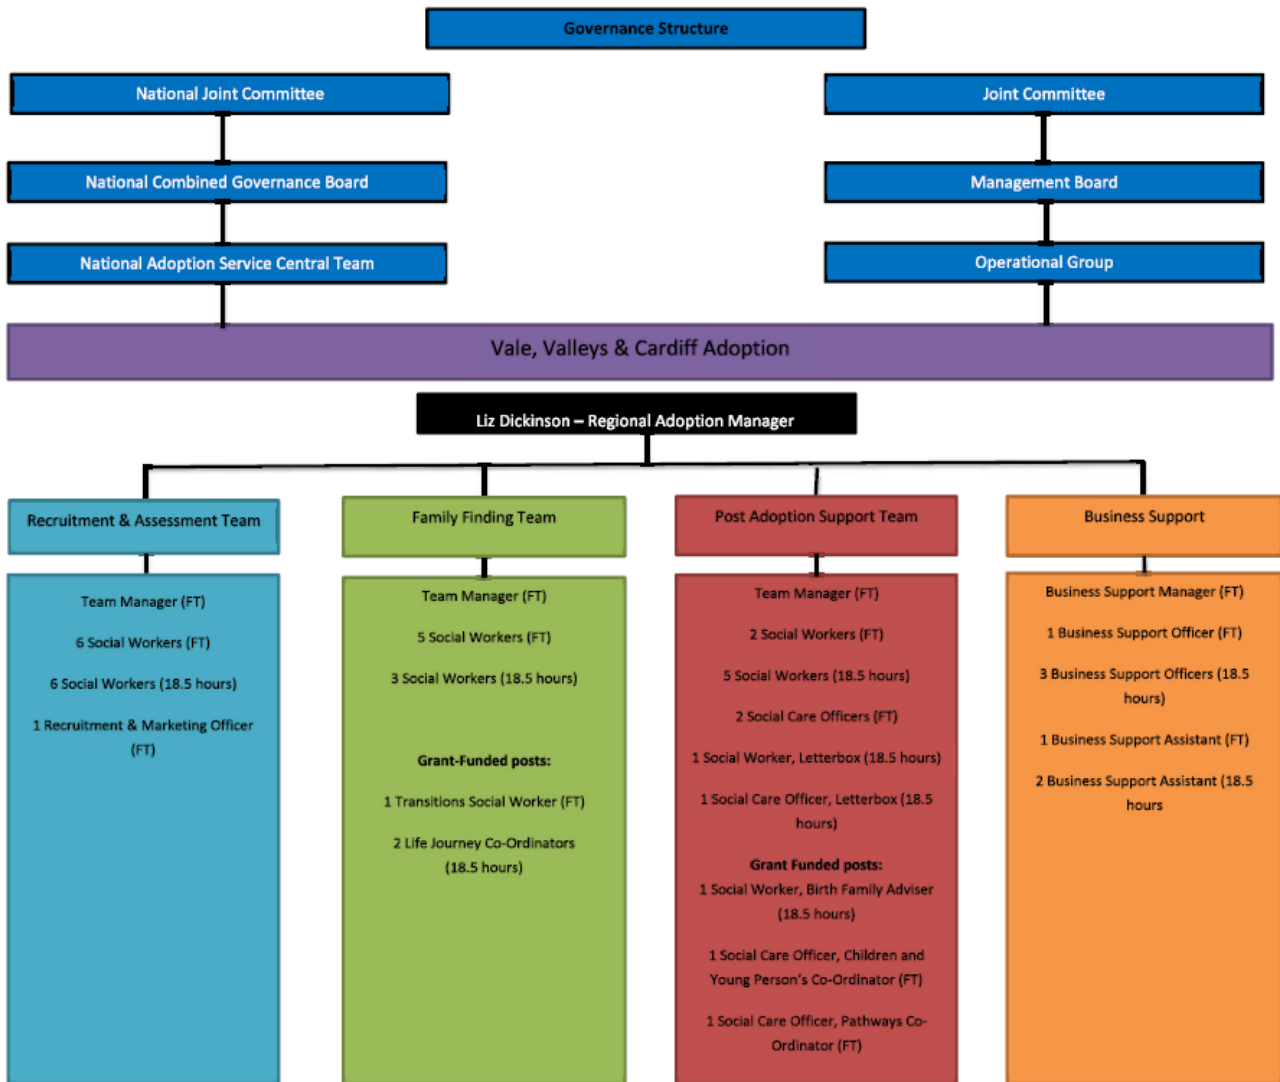 Governance Structure
National Joint Committee
Joint Committee
National Combined Governance Board
Management Board
National Adoption Service Central Team
Operational Group
Vale, Valleys & Cardiff Adoption
Liz Dickinson – Regional Adoption Manager
Recruitment & Assessment Team
Team Manager (FT)
6 Social Workers (FT)
6 Social Workers (18.5 hours)
1 Recruitment & Marketing Officer
(FT)
Family Finding Team
Team Manager (FT)
5 Social Workers (FT)
3 Social Workers (18.5 hours)
Grant-Funded posts:
1 Transitions Social Worker (FT)
2 Life Journey Co-Ordinators
(18.5 hours)
Post Adoption Support Team
Team Manager (FT)
2 Social Workers (FT)
5 Social Workers (18.5 hours)
2 Social Care Officers (FT)
1 Social Worker, Letterbox (18.5 hours)
1 Social Care Officer, Letterbox (18.5
hours)
Grant Funded posts:
1 Social Worker, Birth Family Adviser
(18.5 hours)
1 Social Care Officer, Children and
Young Person's Co-Ordinator (FT)
1 Social Care Officer, Pathways Co-
Ordinator (FT)
Business Support
Business Support Manager (FT)
1 Business Support Officer (FT)
3 Business Support Officers (18.5
hours)
1 Business Support Assistant (FT)
2 Business Support Assistant (18.5
hours